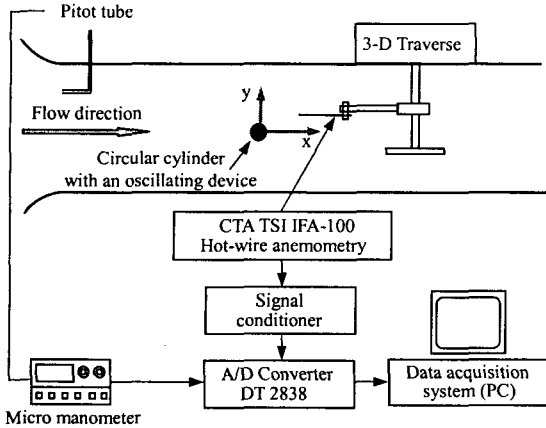 Pitot tube
3-D Traverse
Flow direction
y
x
Circular cylinder
with an oscillating device
CTA TSI IFA-100
Hot-wire anemometry
Signal
conditioner
A/D Converter
DT 2838
Data acquisition
system (PC)
Micro manometer